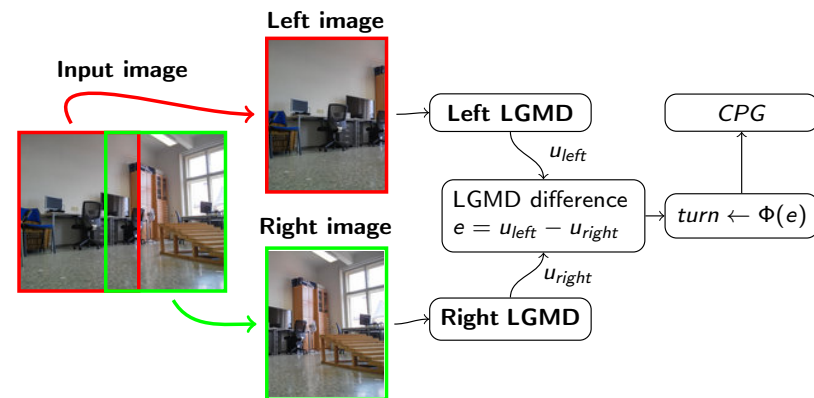 Left image
Input image
Left LGMD
CPG
u_left
LGMD difference
e = u_left − u_right
turn ← Φ(e)
Right image
u_right
Right LGMD